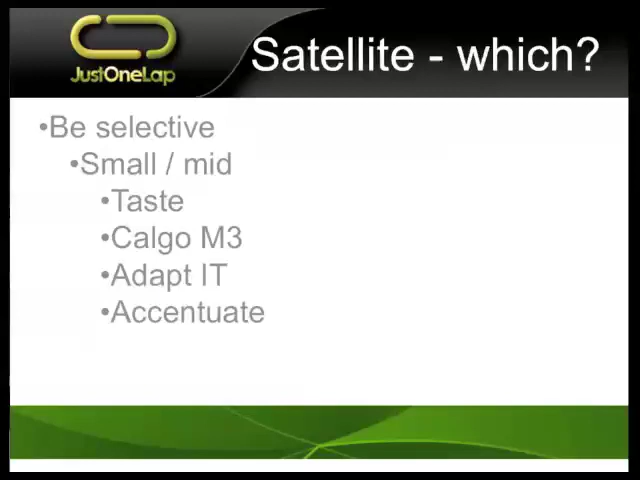 JustOneLap
Satellite - which?
•Be selective
•Small / mid
•Taste
•Calgo M3
•Adapt IT
•Accentuate